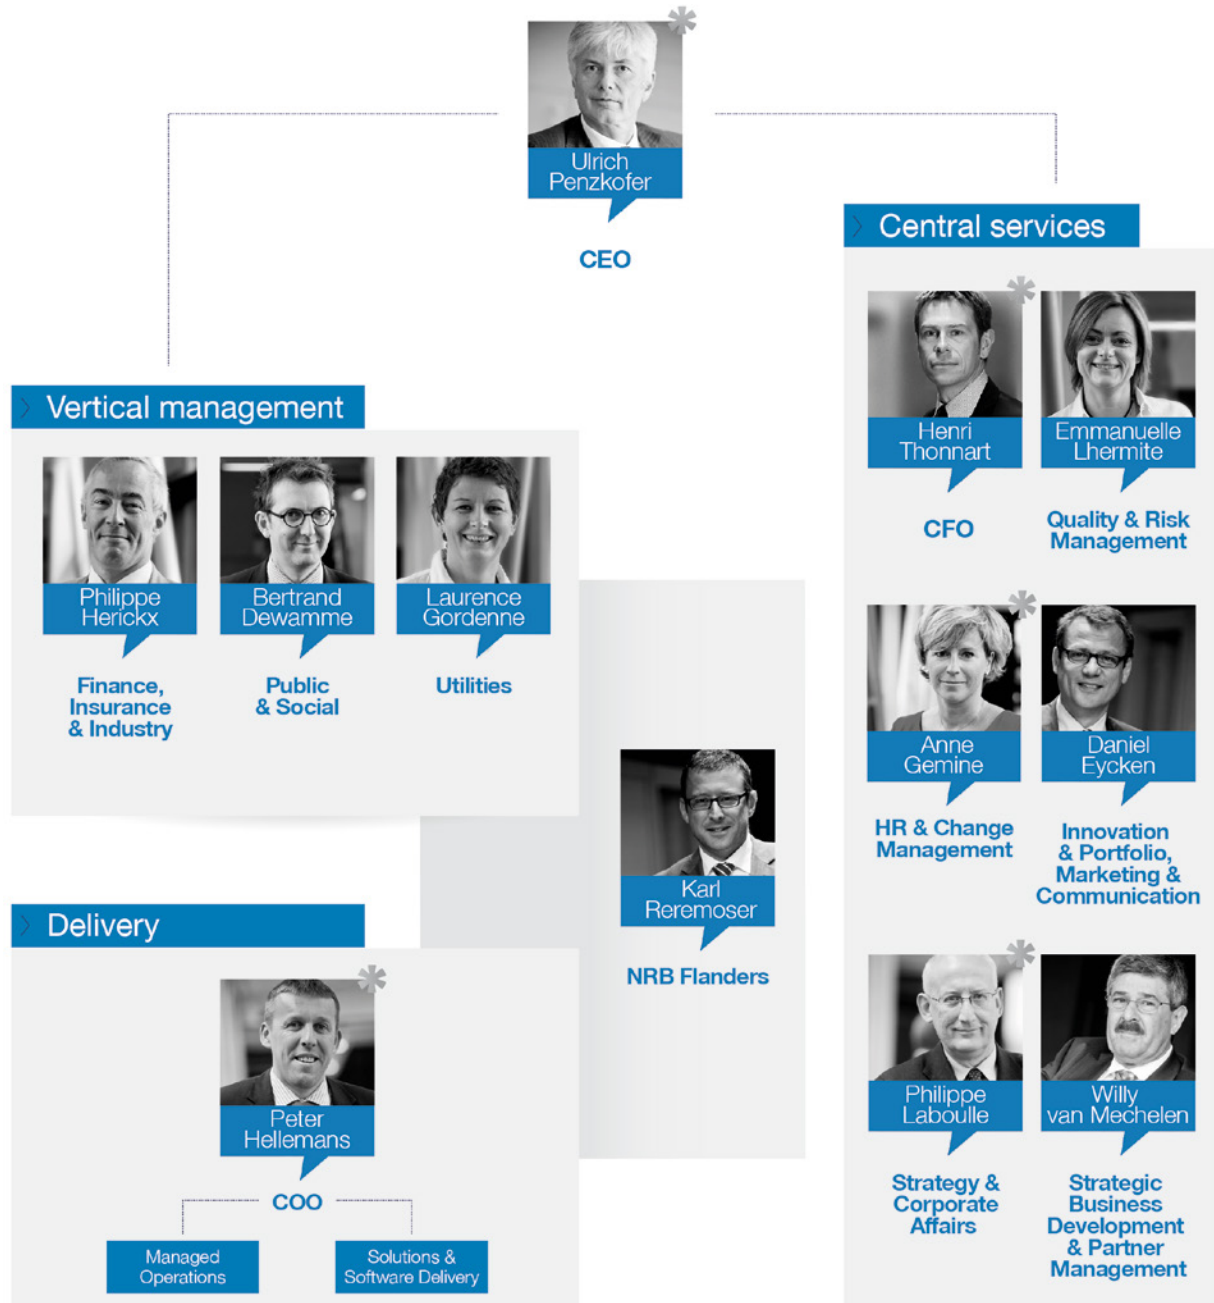 Ulrich
Penzkofer
CEO
Central services
Henri
Thonnart
CFO
Emmanuelle
Lhermite
Quality & Risk
Management
Vertical management
Philippe
Herickx
Finance,
Insurance
& Industry
Bertrand
Dewamme
Public
& Social
Laurence
Gordenne
Utilities
Anne
Gemine
HR & Change
Management
Daniel
Eycken
Innovation
& Portfolio,
Marketing &
Communication
Karl
Reremoser
NRB Flanders
Delivery
Peter
Hellemans
COO
Managed
Operations
Solutions &
Software Delivery
Philippe
Laboulle
Strategy &
Corporate
Affairs
Willy
van Mechelen
Strategic
Business
Development
& Partner
Management